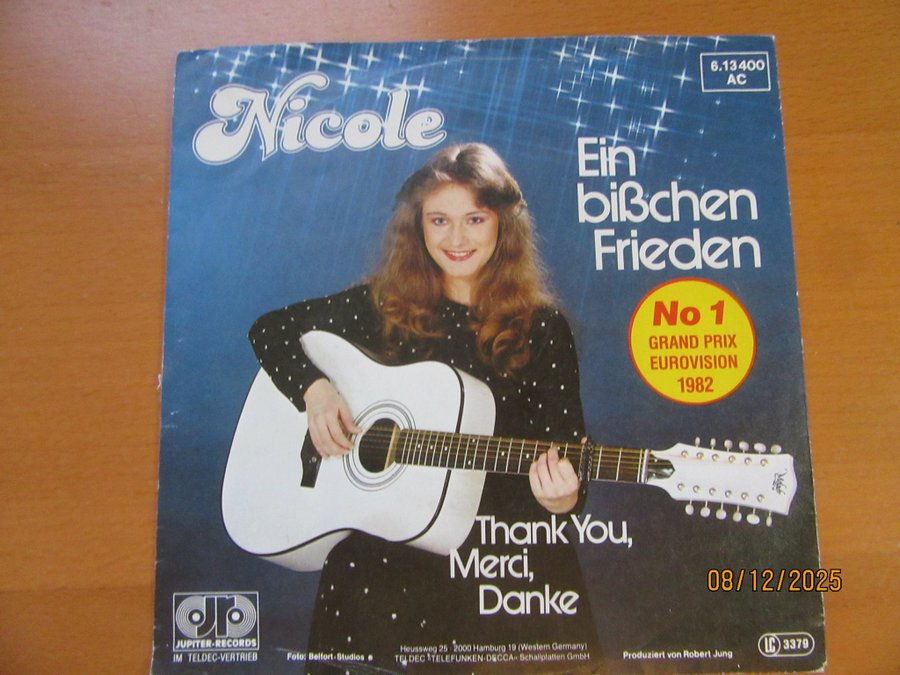 Nicole
6.13400
AC
Ein
bißchen
Frieden
No 1
GRAND PRIX
EUROVISION
1982
Thank You,
Merci,
Danke
08/12/2025
jr
JUPITER-RECORDS
IM TELDEC-VERTRIEB
Foto: Belfort-Studios
Heussweg 25 · 2000 Hamburg 19 (Western Germany)
TELDEC »TELEFUNKEN-DECCA« Schallplatten GmbH
Produziert von Robert Jung
LC 3379